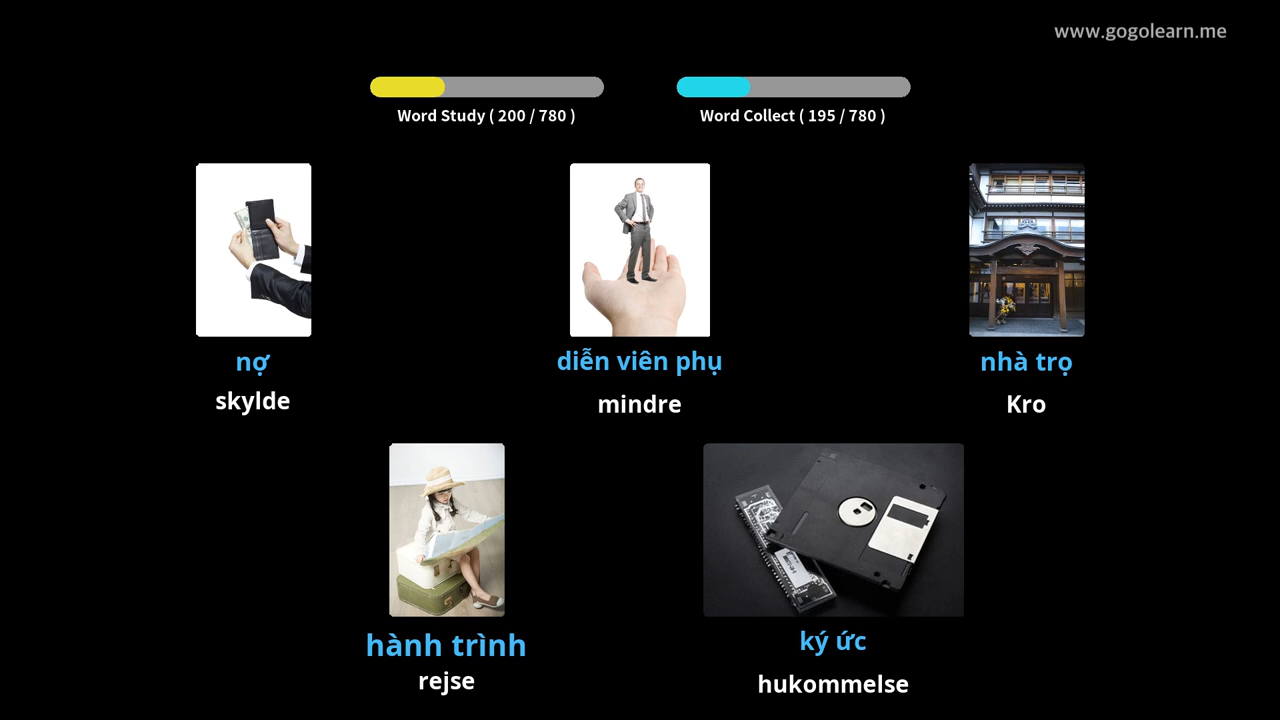 www.gogolearn.me
Word Study ( 200 / 780 )
Word Collect ( 195 / 780 )
nợ
skylde
diễn viên phụ
mindre
nhà trọ
Kro
hành trình
rejse
ký ức
hukommelse